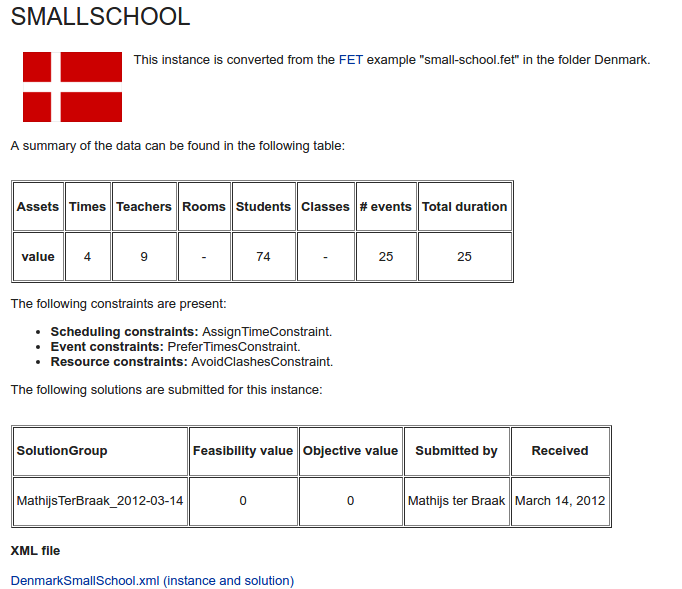 SMALLSCHOOL
This instance is converted from the FET example "small-school.fet" in the folder Denmark.
A summary of the data can be found in the following table:
Assets Times Teachers Rooms Students Classes # events Total duration
value 4 9 - 74 - 25 25
The following constraints are present:
• Scheduling constraints: AssignTimeConstraint.
• Event constraints: PreferTimesConstraint.
• Resource constraints: AvoidClashesConstraint.
The following solutions are submitted for this instance:
SolutionGroup Feasibility value Objective value Submitted by Received
MathijsTerBraak_2012-03-14 0 0 Mathijs ter Braak March 14, 2012
XML file
DenmarkSmallSchool.xml (instance and solution)